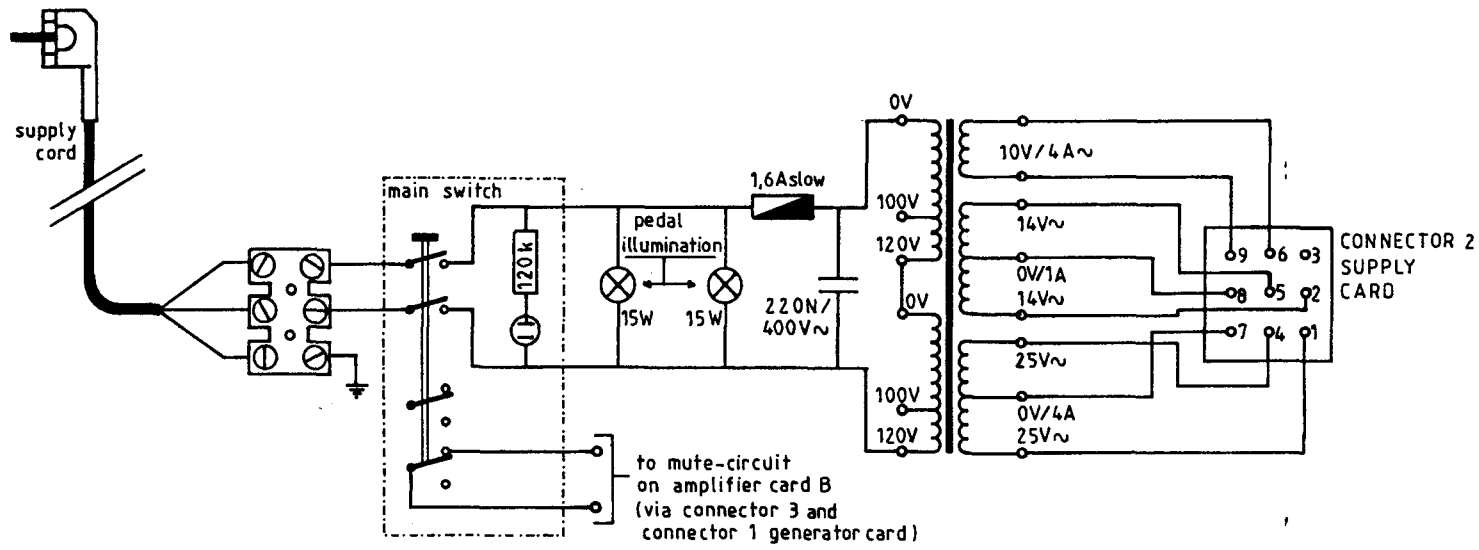 supply
cord
main switch
120k
pedal
illumination
15W
15W
1,6Aslow
220N/
400V~
0V
100V
120V
0V
100V
120V
10V/4A~
14V~
0V/1A
14V~
25V~
0V/4A
25V~
9 6 3
8 5 2
7 4 1
CONNECTOR 2
SUPPLY
CARD
to mute-circuit
on amplifier card B
(via connector 3 and
connector 1 generator card)